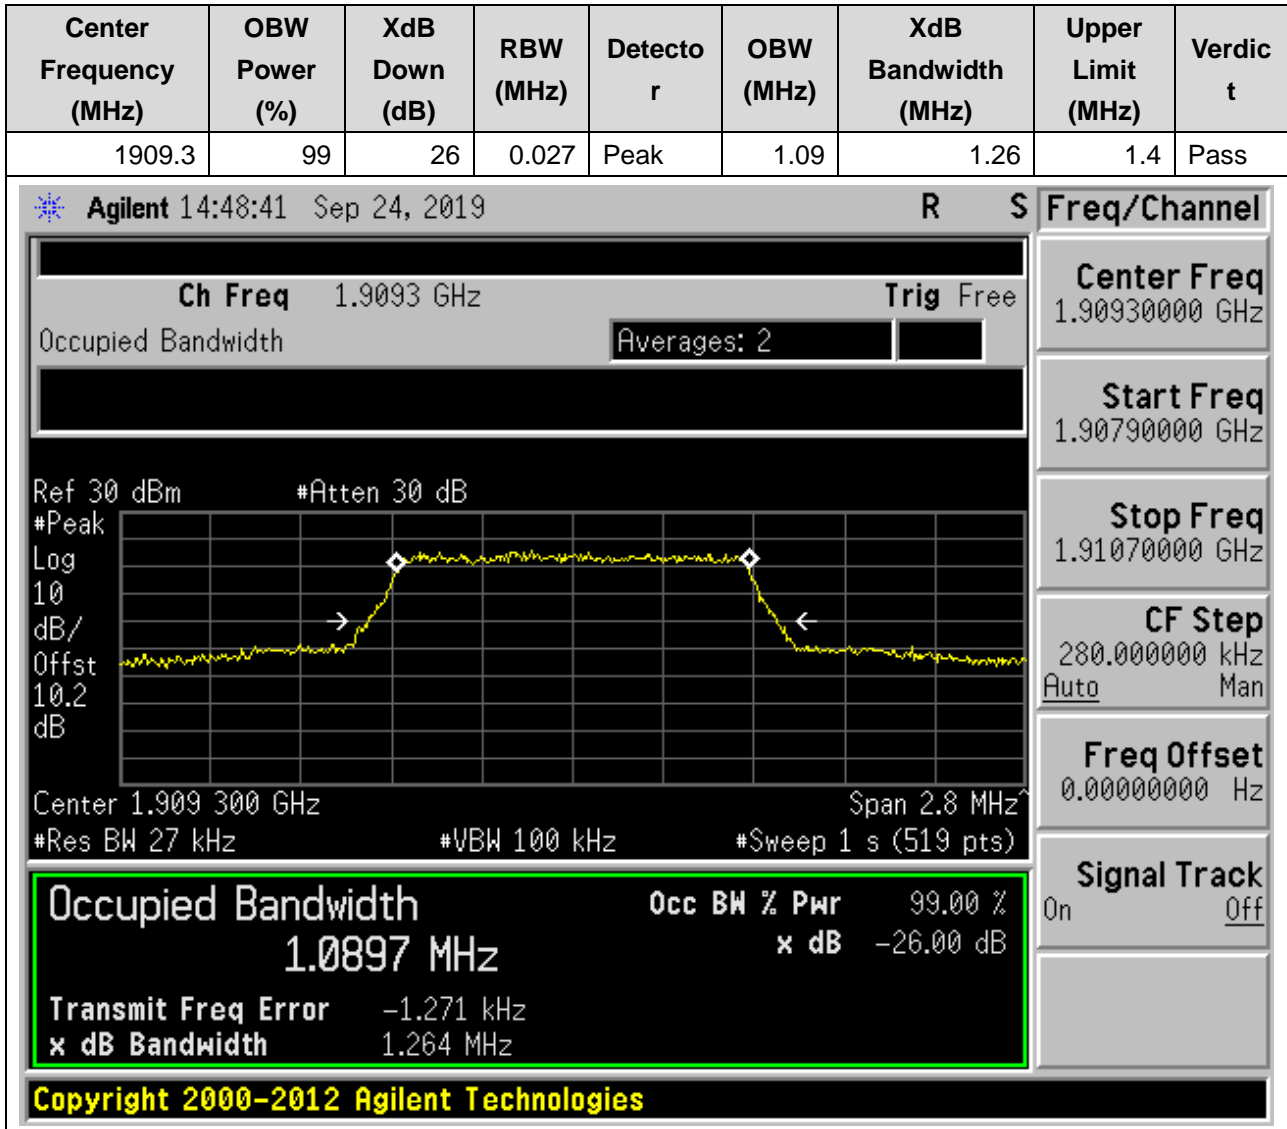 Center Frequency (MHz) OBW Power (%) XdB Down (dB) RBW (MHz) Detecto r OBW (MHz) XdB Bandwidth (MHz) Upper Limit (MHz) Verdic t
1909.3 99 26 0.027 Peak 1.09 1.26 1.4 Pass
Agilent 14:48:41 Sep 24, 2019 R S
Ch Freq 1.9093 GHz Trig Free
Occupied Bandwidth Averages: 2
Ref 30 dBm #Atten 30 dB
#Peak
Log
10
dB/
Offst
10.2
dB
Center 1.909 300 GHz Span 2.8 MHz^
#Res BW 27 kHz #VBW 100 kHz #Sweep 1 s (519 pts)
Occupied Bandwidth Occ BW % Pwr 99.00 %
1.0897 MHz x dB -26.00 dB
Transmit Freq Error -1.271 kHz
x dB Bandwidth 1.264 MHz
Copyright 2000-2012 Agilent Technologies
Freq/Channel
Center Freq
1.90930000 GHz
Start Freq
1.90790000 GHz
Stop Freq
1.91070000 GHz
CF Step
280.000000 kHz
Auto Man
Freq Offset
0.00000000 Hz
Signal Track
On Off